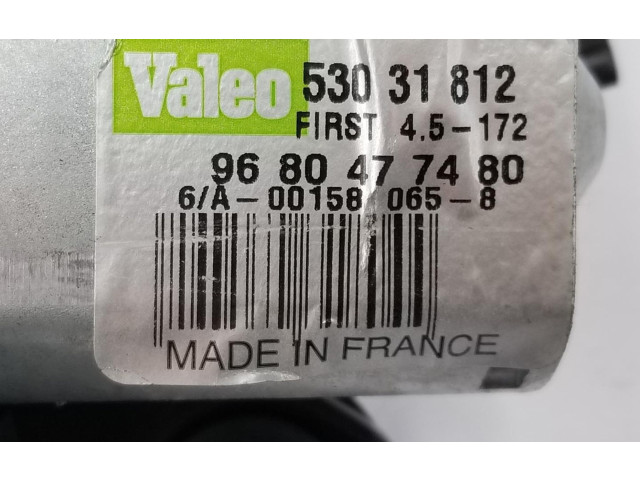 Valeo 530 31 812
FIRST 4.5-172
96 80 47 74 80
6/A-00158 065-8
MADE IN FRANCE